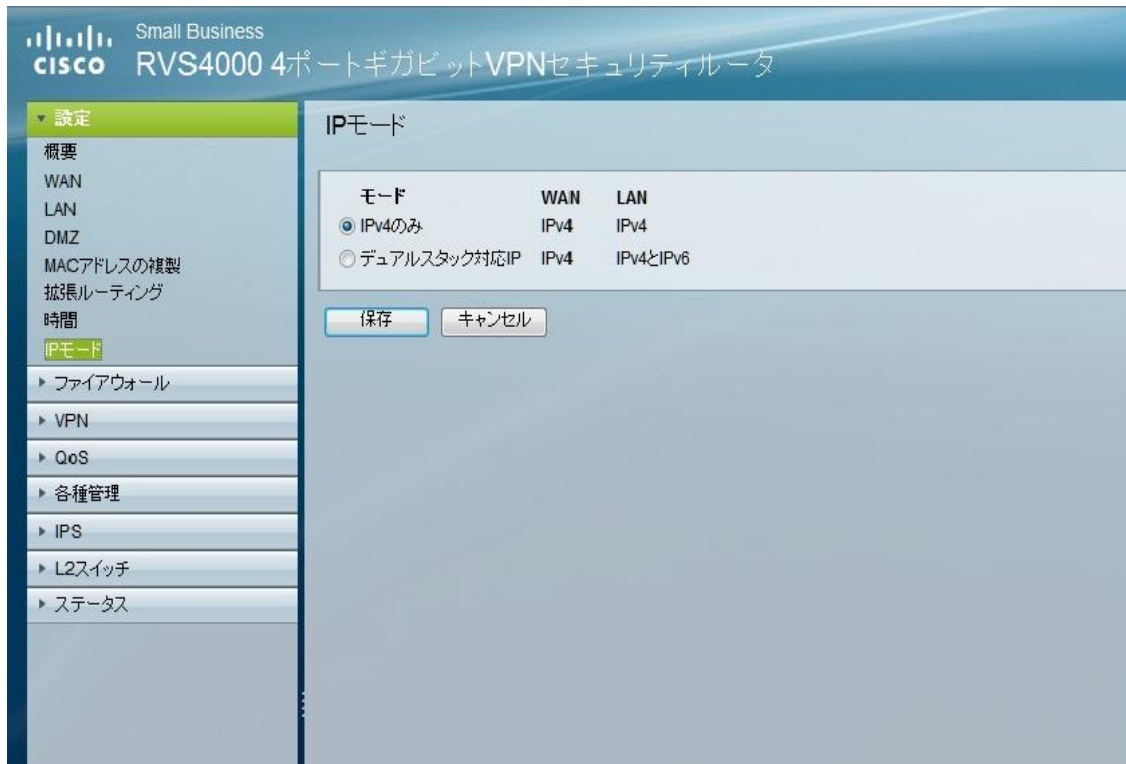 Small Business
cisco RVS4000 4ポートギガビットVPNセキュリティルータ
設定
概要
WAN
LAN
DMZ
MACアドレスの複製
拡張ルーティング
時間
IPモード
ファイアウォール
VPN
QoS
各種管理
IPS
L2スイッチ
ステータス
IPモード
モード WAN LAN
IPv4のみ IPv4 IPv4
デュアルスタック対応IP IPv4 IPv4とIPv6
保存 キャンセル